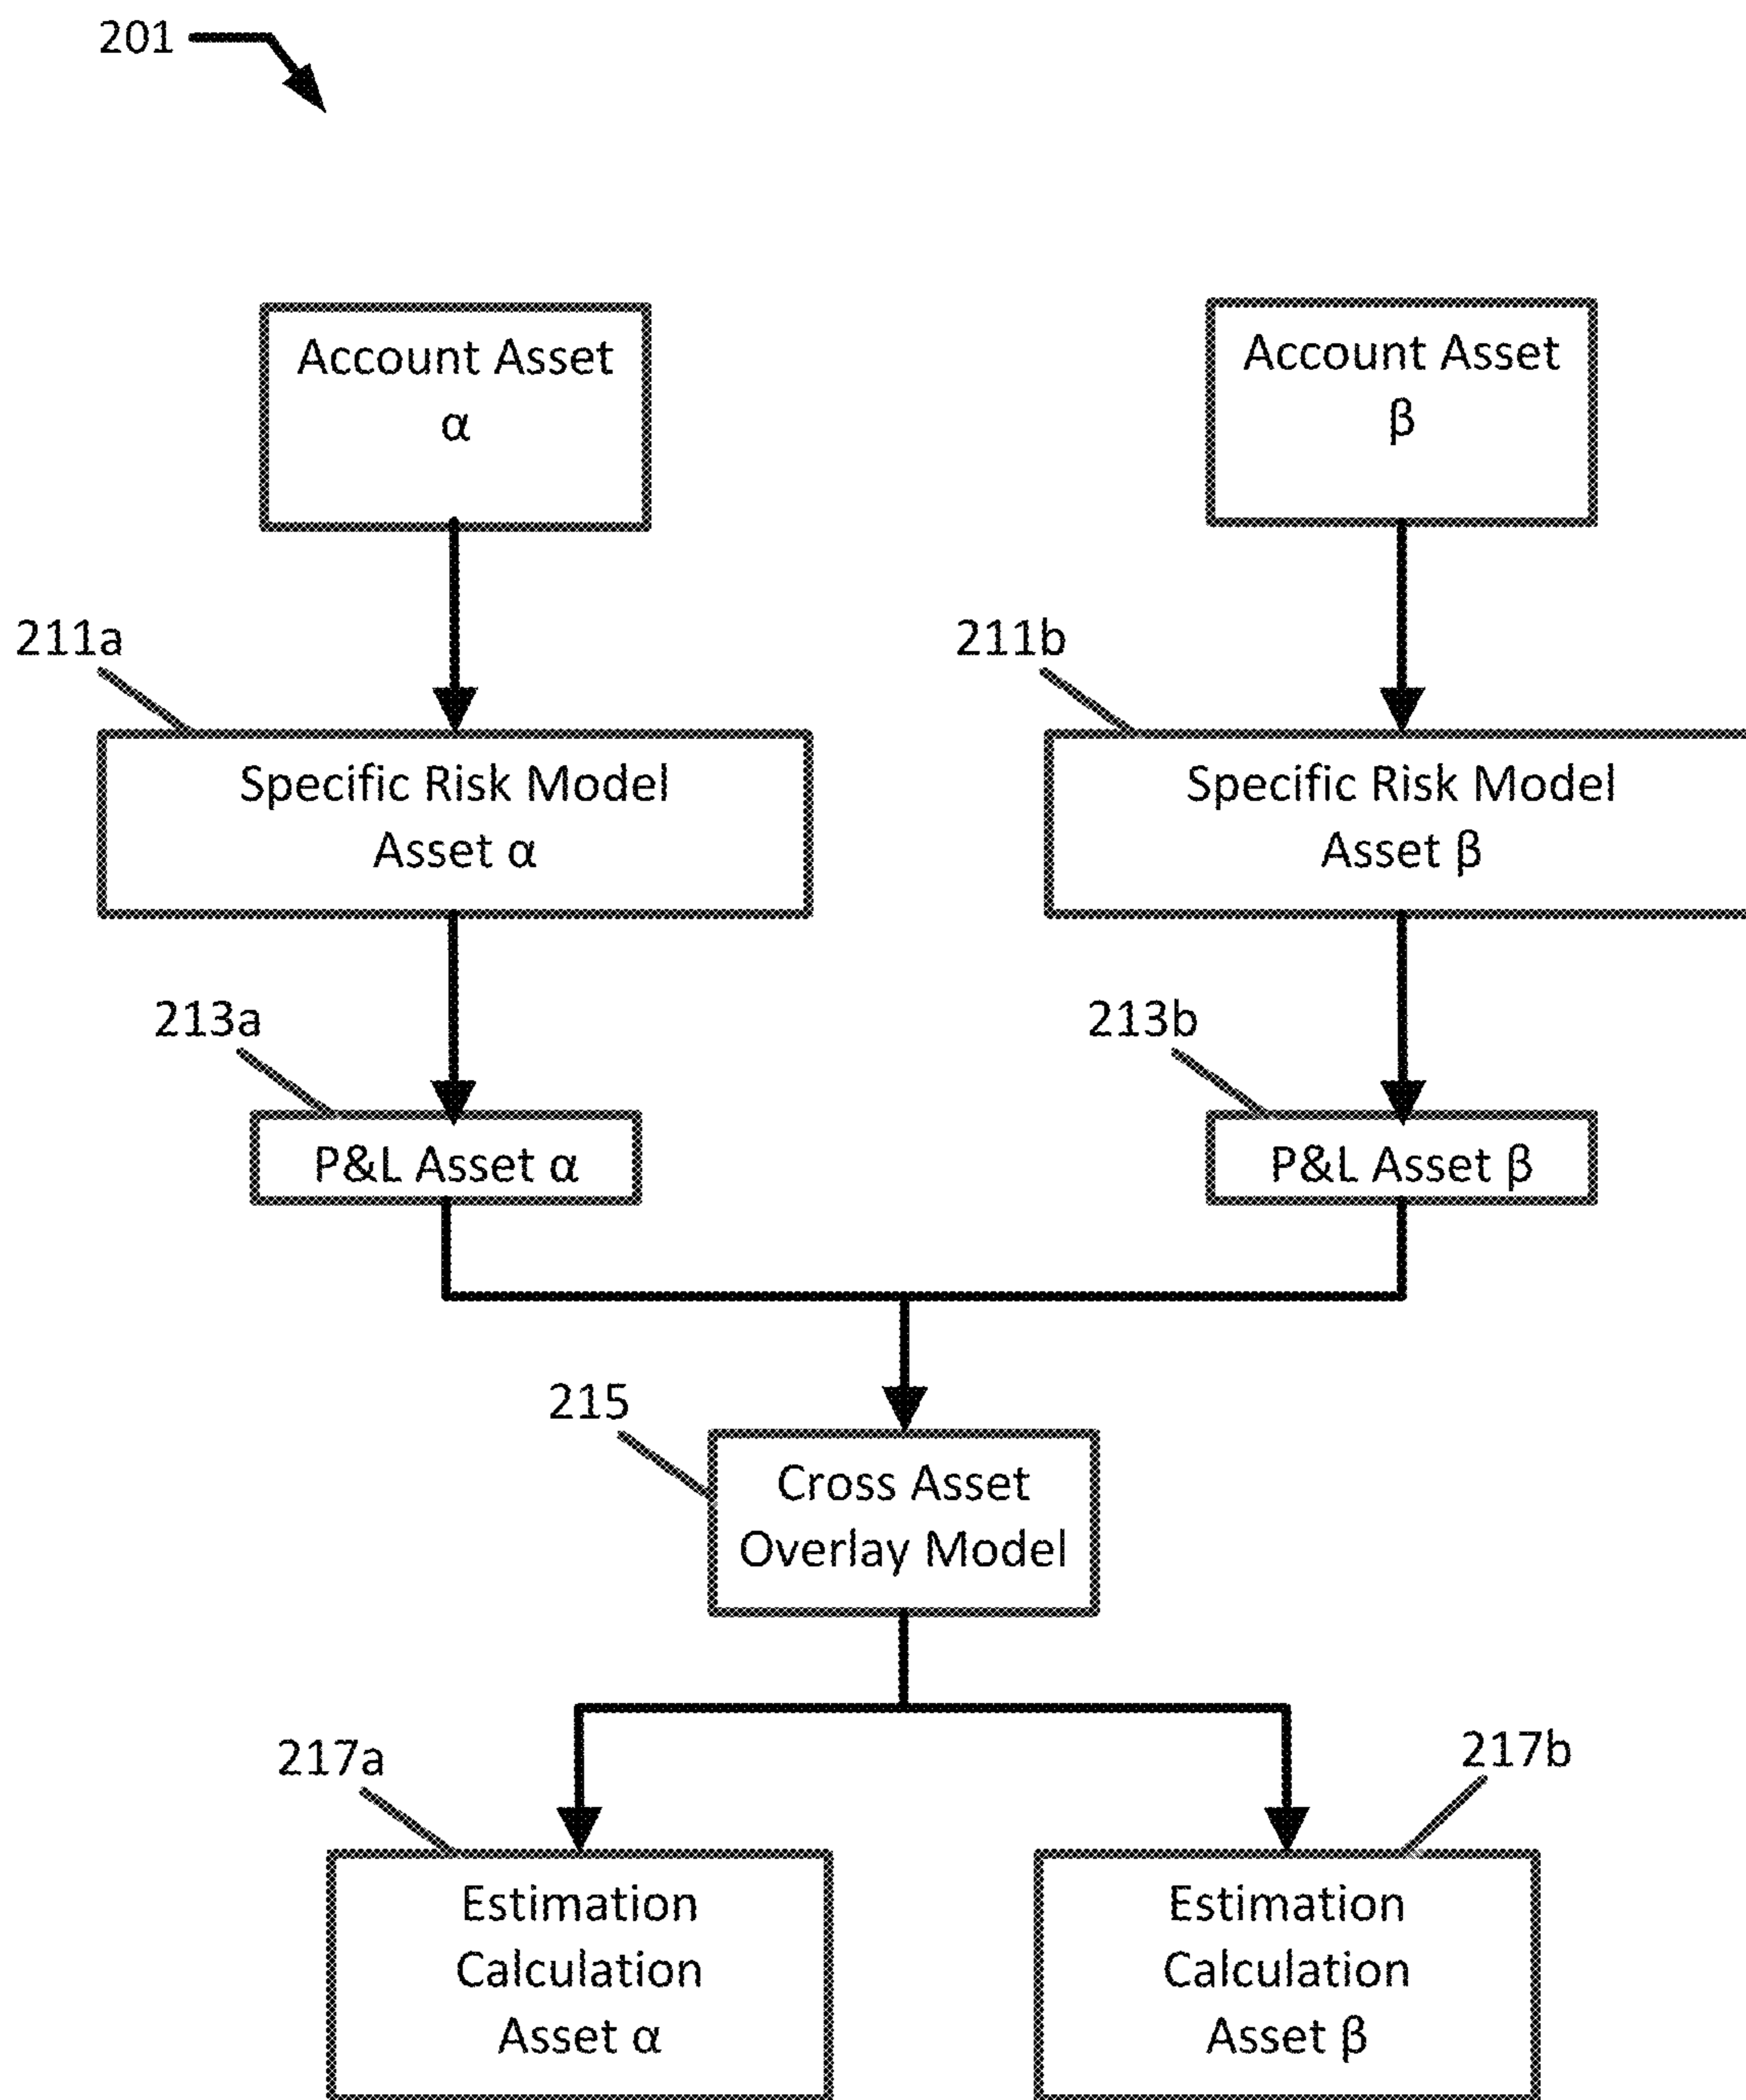 201
Account Asset
α
Account Asset
β
211a
211b
Specific Risk Model
Asset α
Specific Risk Model
Asset β
213a
213b
P&L Asset α
P&L Asset β
215
Cross Asset
Overlay Model
217a
217b
Estimation
Calculation
Asset α
Estimation
Calculation
Asset β